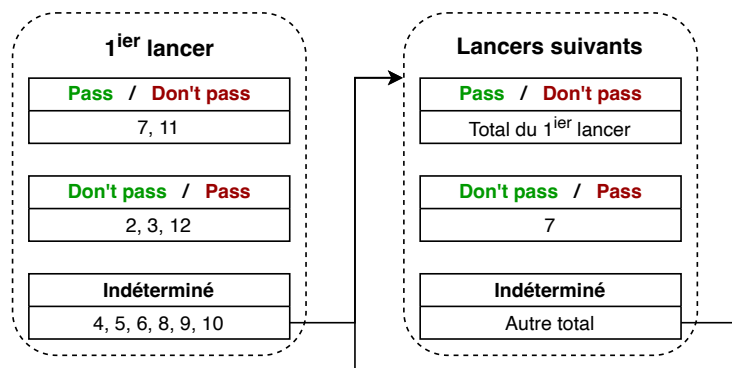 1ier lancer
Pass / Don't pass
7, 11
Don't pass / Pass
2, 3, 12
Indéterminé
4, 5, 6, 8, 9, 10
Lancers suivants
Pass / Don't pass
Total du 1ier lancer
Don't pass / Pass
7
Indéterminé
Autre total